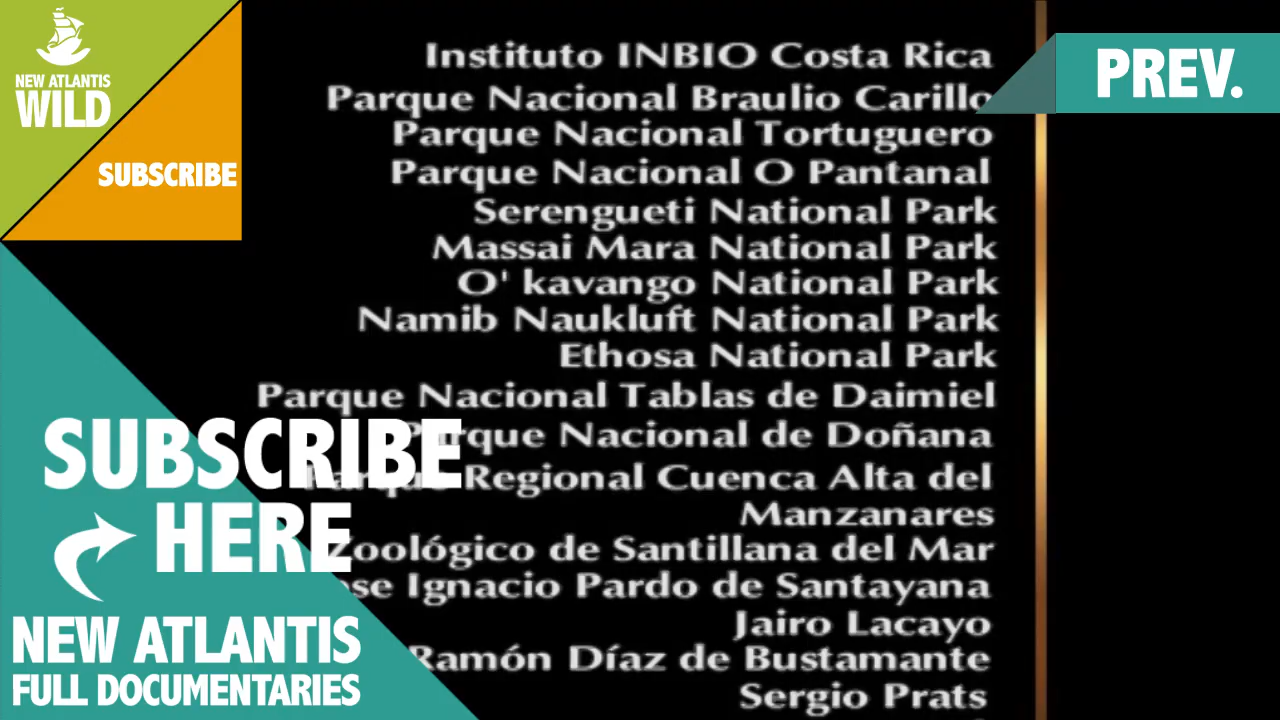 NEW ATLANTIS
WILD
SUBSCRIBE
PREV.
Instituto INBIO Costa Rica
Parque Nacional Braulio Carillo
Parque Nacional Tortuguero
Parque Nacional O Pantanal
Serengueti National Park
Massai Mara National Park
O' kavango National Park
Namib Naukluft National Park
Ethosa National Park
Parque Nacional Tablas de Daimiel
Parque Nacional de Doñana
Parque Regional Cuenca Alta del
Manzanares
Zoológico de Santillana del Mar
Ignacio Pardo de Santayana
Jairo Lacayo
Ramón Díaz de Bustamante
Sergio Prats
SUBSCRIBE
HERE
NEW ATLANTIS
FULL DOCUMENTARIES